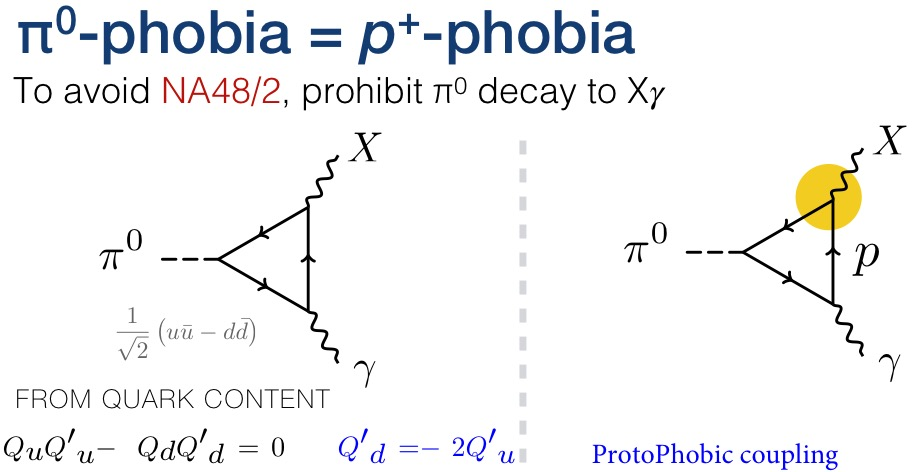 π⁰-phobia = p⁺-phobia
To avoid NA48/2, prohibit π⁰ decay to Xγ
X
π⁰
1/√2 (uū − dd̄)
γ
FROM QUARK CONTENT
QuQ′u− QdQ′d = 0
Q′d =− 2Q′u
X
π⁰
p
γ
ProtoPhobic coupling